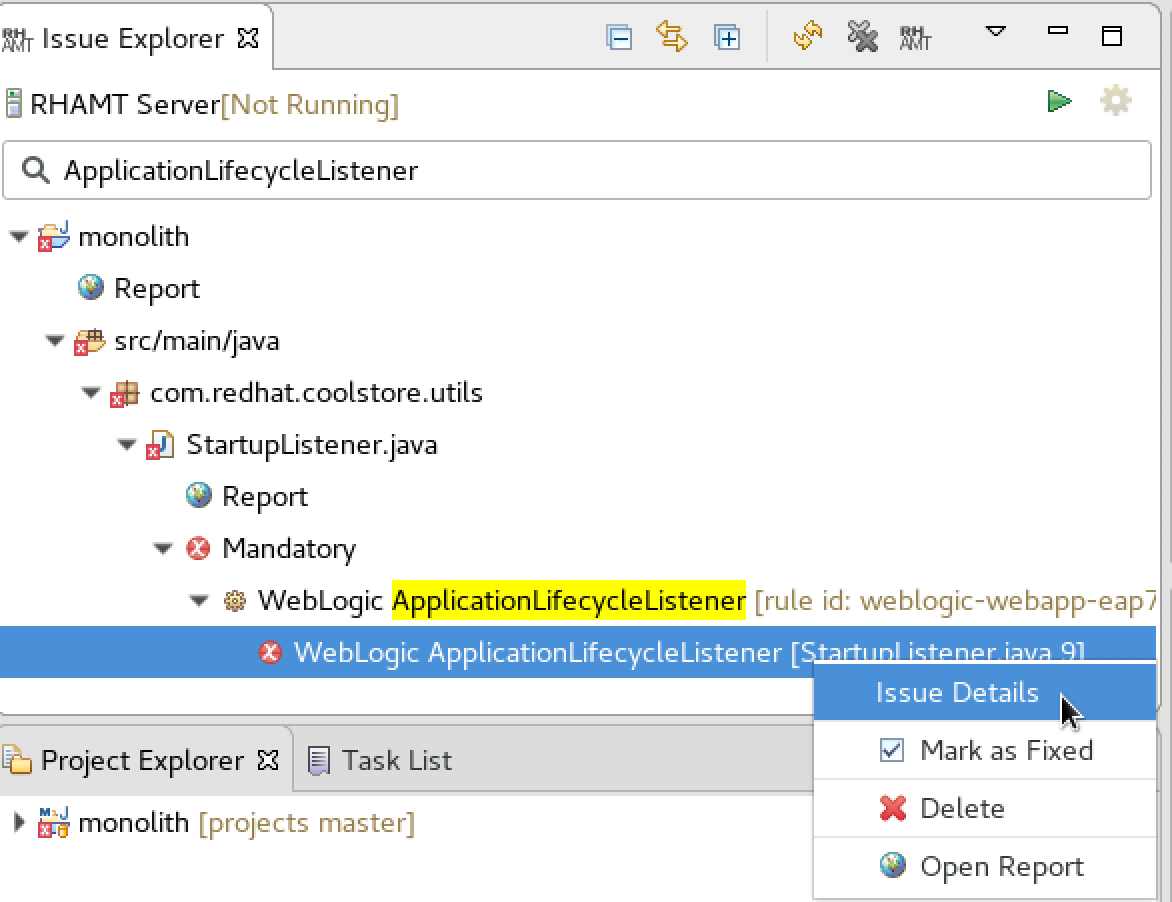 RH AMT Issue Explorer
RH AMT
RHAMT Server[Not Running]
ApplicationLifecycleListener
monolith
Report
src/main/java
com.redhat.coolstore.utils
StartupListener.java
Report
Mandatory
WebLogic ApplicationLifecycleListener [rule id: weblogic-webapp-eap7
WebLogic ApplicationLifecycleListener [StartupListener.java 9]
Issue Details
Mark as Fixed
Delete
Open Report
Project Explorer
Task List
monolith [projects master]